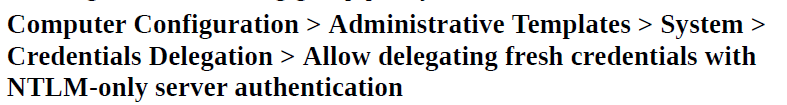 Computer Configuration > Administrative Templates > System >
Credentials Delegation > Allow delegating fresh credentials with
NTLM-only server authentication